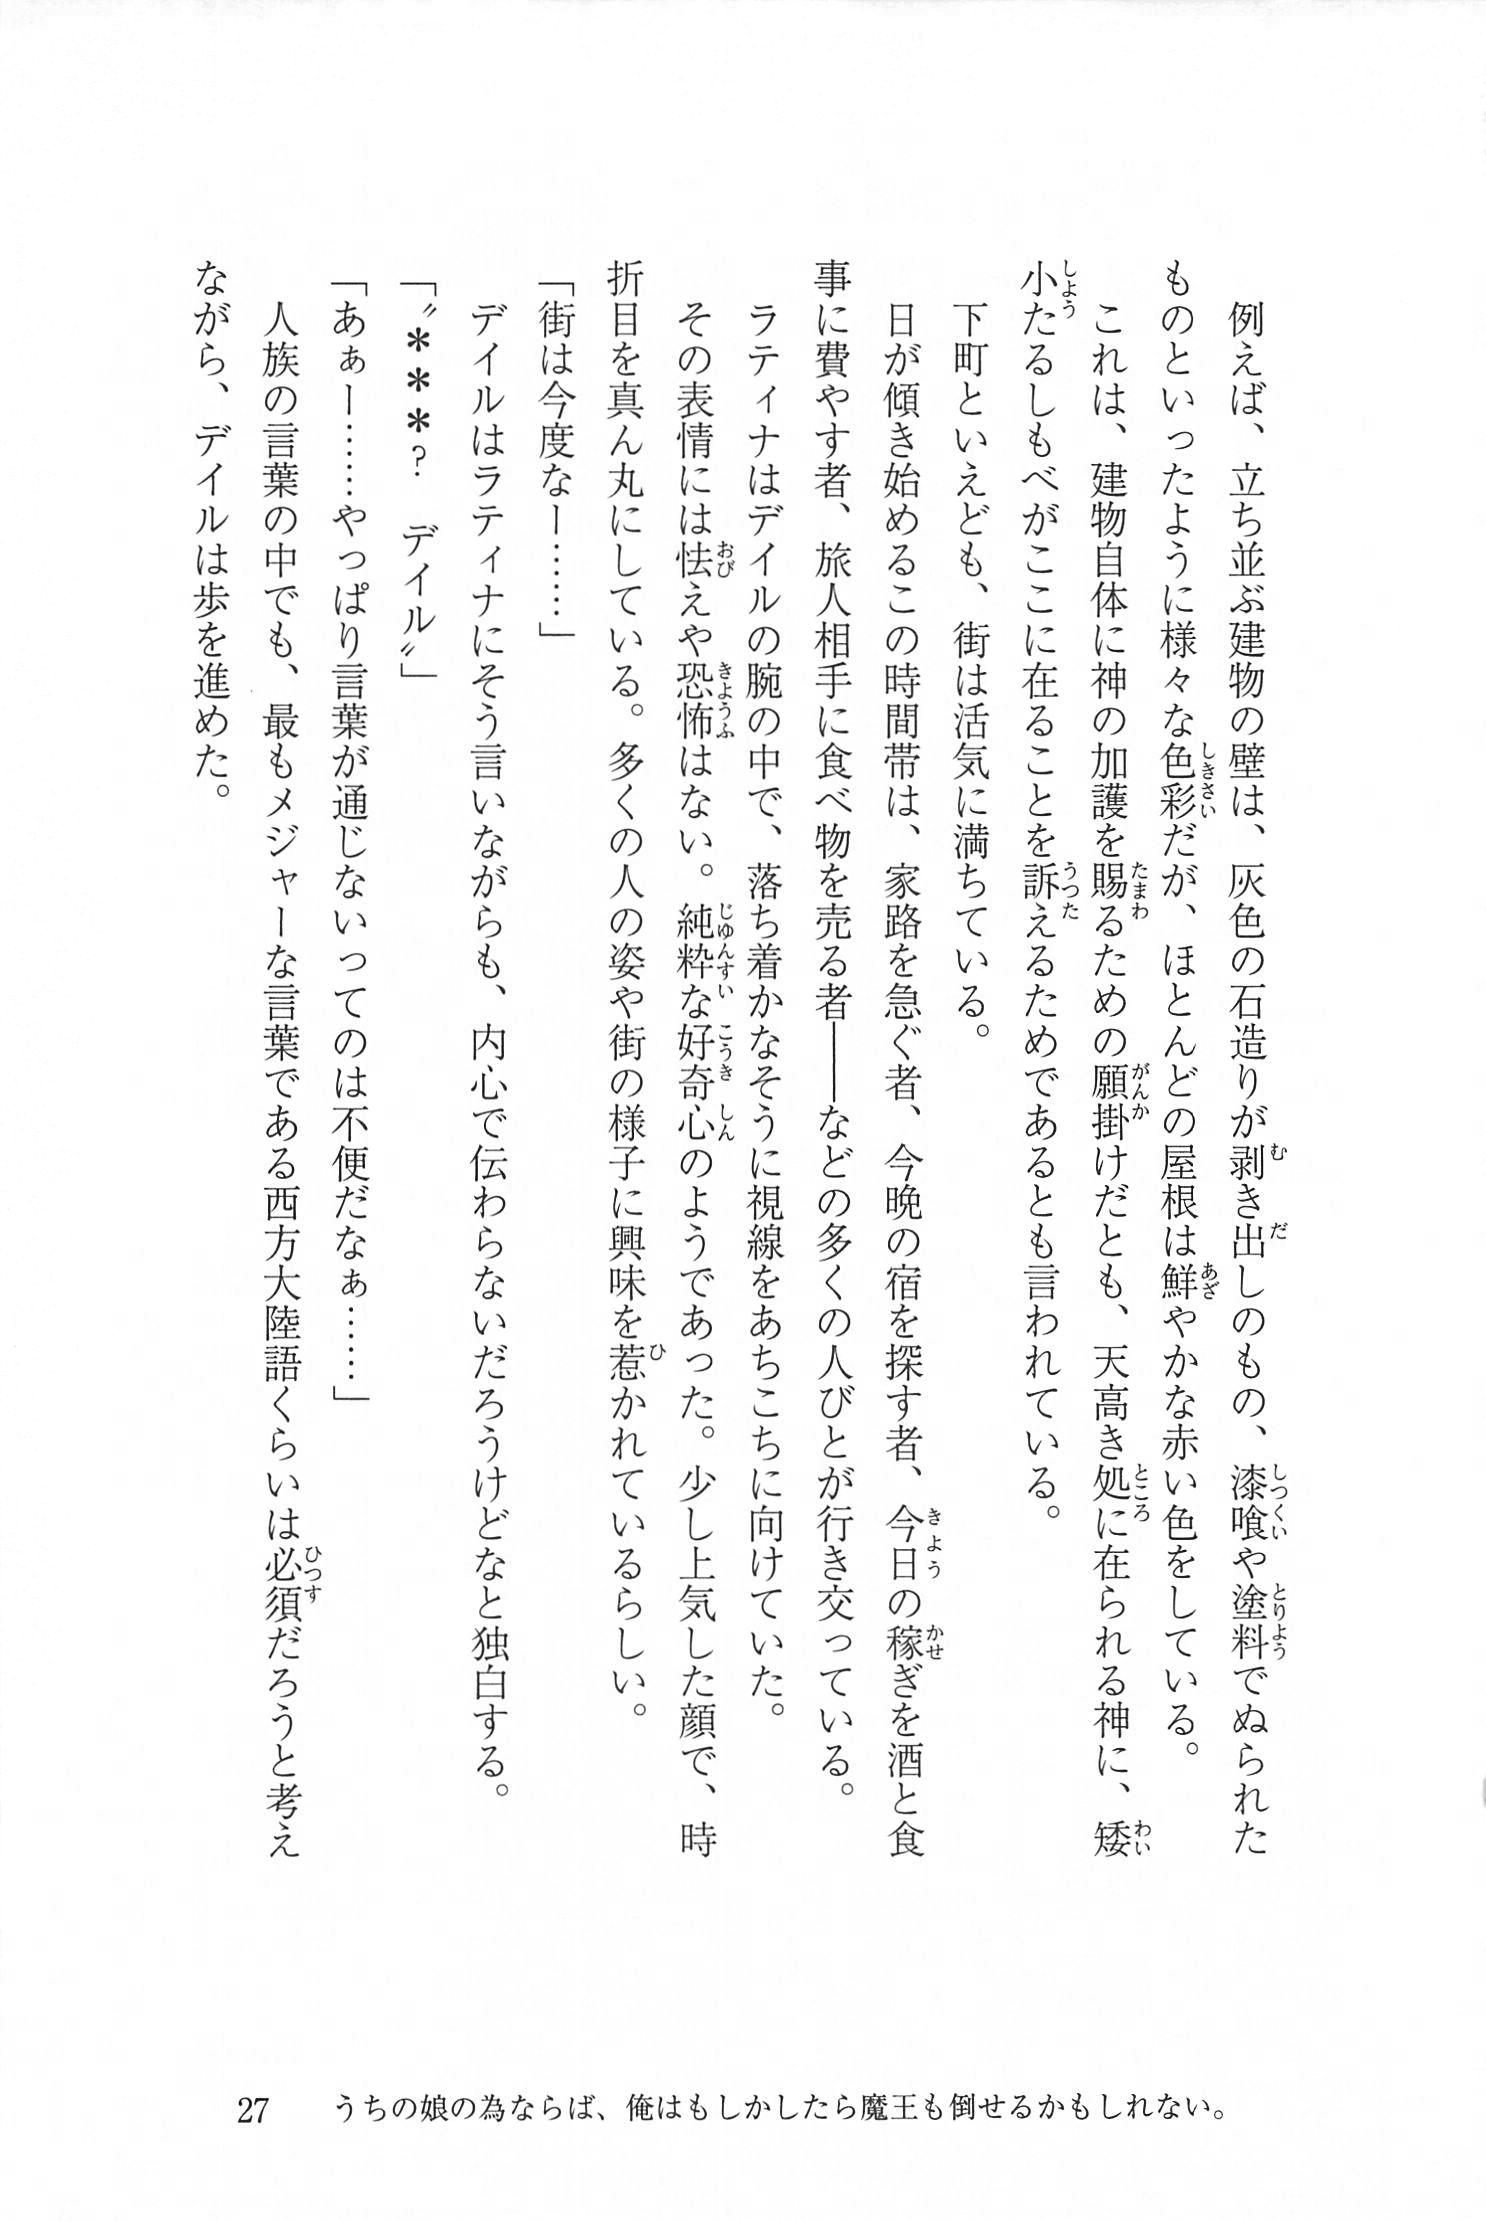 例えば、立ち並ぶ建物の壁は、灰色の石造りが剥き出しのもの、漆喰や塗料でぬられた
ものといったように様々な色彩だが、ほとんどの屋根は鮮やかな赤い色をしている。
　これは、建物自体に神の加護を賜るための願掛けだとも、天高き処に在られる神に、矮
小たるしもべがここに在ることを訴えるためであるとも言われている。
　下町といえども、街は活気に満ちている。
　日が傾き始めるこの時間帯は、家路を急ぐ者、今晩の宿を探す者、今日の稼ぎを酒と食
事に費やす者、旅人相手に食べ物を売る者――などの多くの人びとが行き交っている。
　ラティナはデイルの腕の中で、落ち着かなそうに視線をあちこちに向けていた。
　その表情には怯えや恐怖はない。純粋な好奇心のようであった。少し上気した顔で、時
折目を真ん丸にしている。多くの人の姿や街の様子に興味を惹かれているらしい。
「街は今度なー……」
　デイルはラティナにそう言いながらも、内心で伝わらないだろうけどなと独白する。
「〝＊＊＊?　デイル〟」
「あぁー……やっぱり言葉が通じないってのは不便だなぁ……」
　人族の言葉の中でも、最もメジャーな言葉である西方大陸語くらいは必須だろうと考え
ながら、デイルは歩を進めた。
27　うちの娘の為ならば、俺はもしかしたら魔王も倒せるかもしれない。